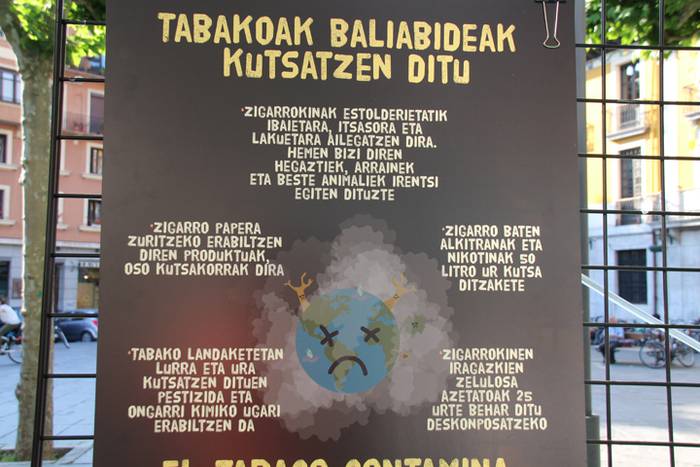 TABAKOAK BALIABIDEAK
KUTSATZEN DITU
·ZIGARROKINAK ESTOLDERIETATIK
IBAIETARA, ITSASORA ETA
LAKUETARA AILEGATZEN DIRA.
HEMEN BIZI DIREN
HEGAZTIEK, ARRAINEK
ETA BESTE ANIMALIEK IRENTSI
EGITEN DITUZTE
·ZIGARRO PAPERA
ZURITZEKO ERABILTZEN
DIREN PRODUKTUAK,
OSO KUTSAKORRAK DIRA
·ZIGARRO BATEN
ALKITRANAK ETA
NIKOTINAK 50
LITRO UR KUTSA
DITZAKETE
·TABAKO LANDAKETETAN
LURRA ETA URA
KUTSATZEN DITUEN
PESTIZIDA ETA
ONGARRI KIMIKO UGARI
ERABILTZEN DA
·ZIGARROKINEN
IRAGAZKIEN
ZELULOSA
AZETATOAK 25
URTE BEHAR DITU
DESKONPOSATZEKO
EL TABACO CONTAMINA